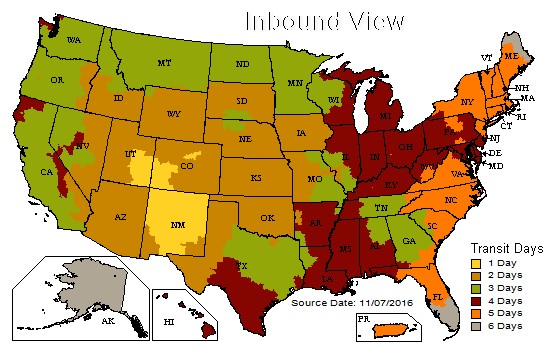 Inbound View
WA
MT
ND
MN
VT
ME
OR
ID
WY
SD
WI
MI
NY
NH
MA
RI
CT
NV
UT
CO
NE
IA
IL
IN
OH
PA
NJ
DE
MD
CA
KS
MO
KY
WV
VA
AZ
NM
OK
AR
TN
NC
SC
TX
LA
MS
AL
GA
FL
AK
HI
PR
Source Date: 11/07/2016
Transit Days
1 Day
2 Days
3 Days
4 Days
5 Days
6 Days